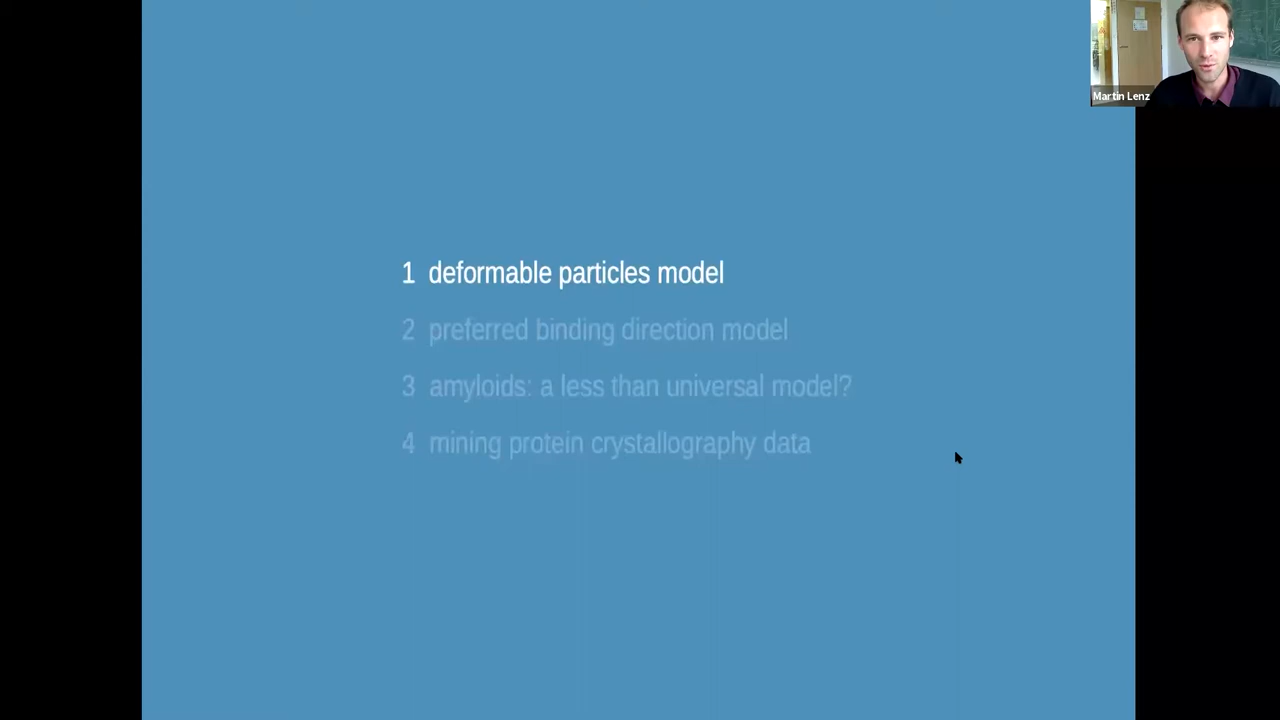 Martin Lenz
1 deformable particles model
2 preferred binding direction model
3 amyloids: a less than universal model?
4 mining protein crystallography data